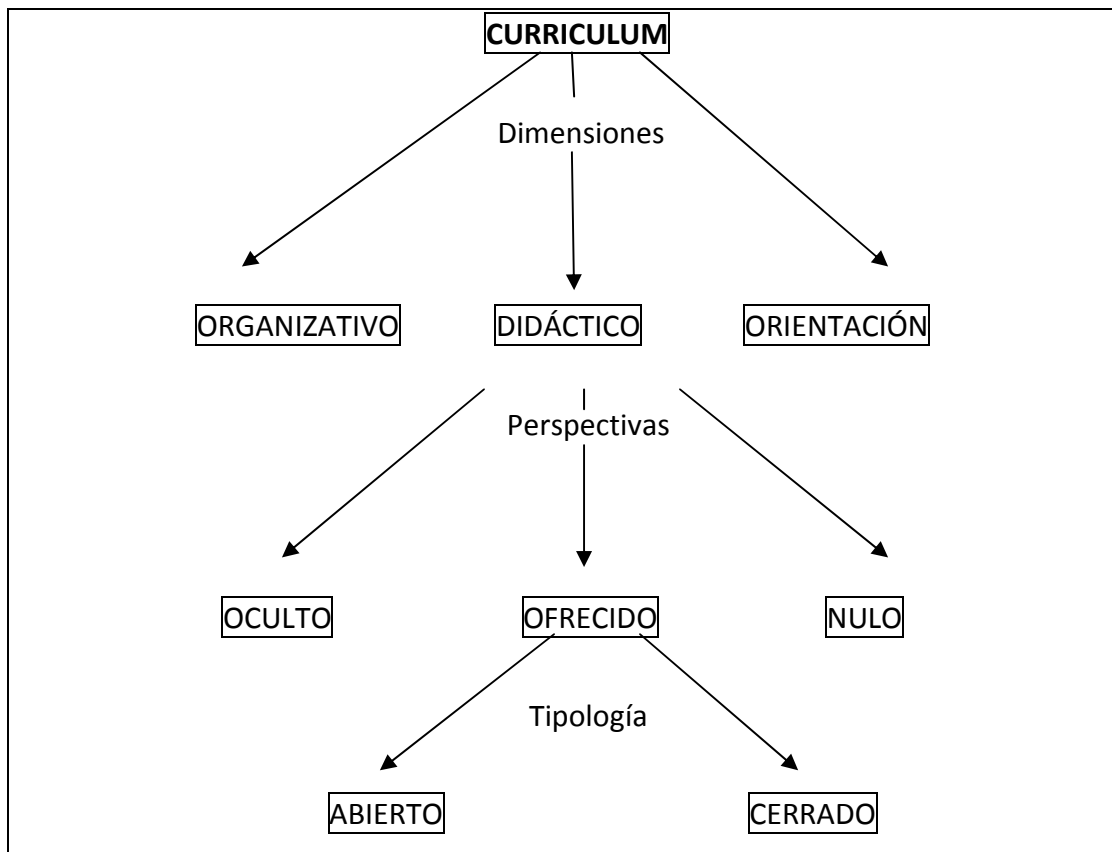 CURRICULUM
Dimensiones
ORGANIZATIVO DIDÁCTICO ORIENTACIÓN
Perspectivas
OCULTO OFRECIDO NULO
Tipología
ABIERTO CERRADO